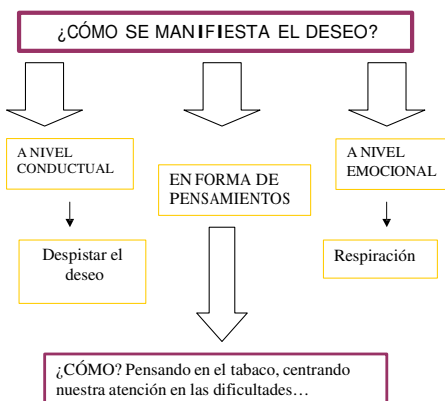 ¿CÓMO SE MANIFIESTA EL DESEO?
A NIVEL
CONDUCTUAL
EN FORMA DE
PENSAMIENTOS
A NIVEL
EMOCIONAL
Despistar el
deseo
Respiración
¿CÓMO? Pensando en el tabaco, centrando
nuestra atención en las dificultades…